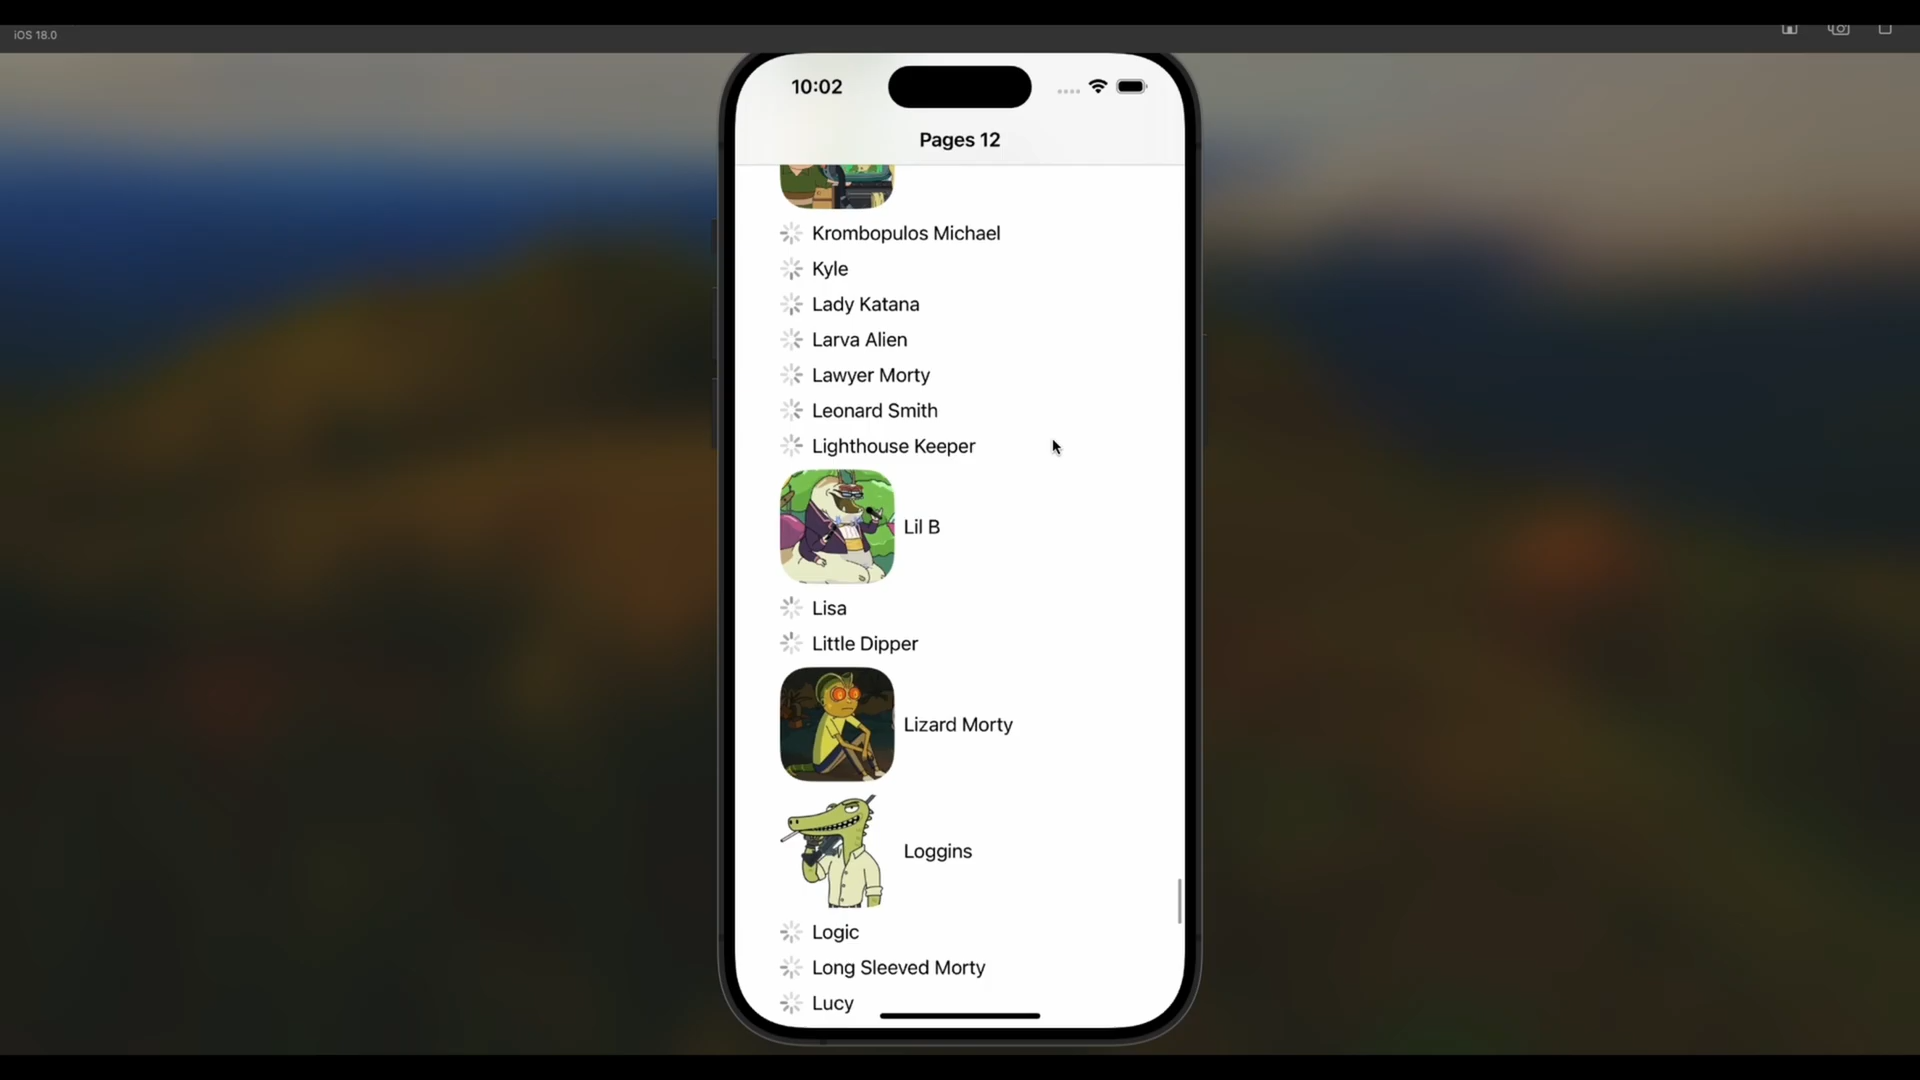 iOS 18.0
10:02
Pages 12
Krombopulos Michael
Kyle
Lady Katana
Larva Alien
Lawyer Morty
Leonard Smith
Lighthouse Keeper
Lil B
Lisa
Little Dipper
Lizard Morty
Loggins
Logic
Long Sleeved Morty
Lucy